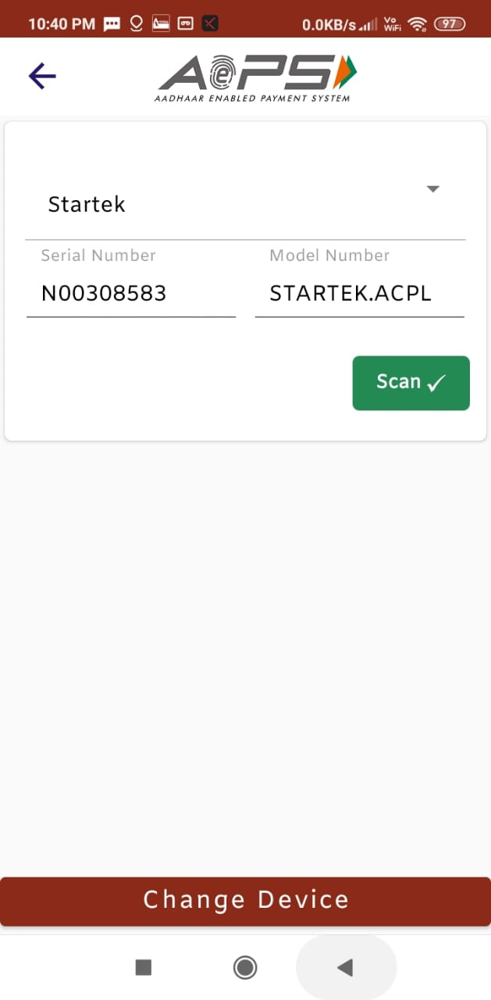 10:40 PM 0.0KB/s Vo WiFi 97
AePS
AADHAAR ENABLED PAYMENT SYSTEM
Startek
Serial Number Model Number
N00308583 STARTEK.ACPL
Scan ✓
Change Device